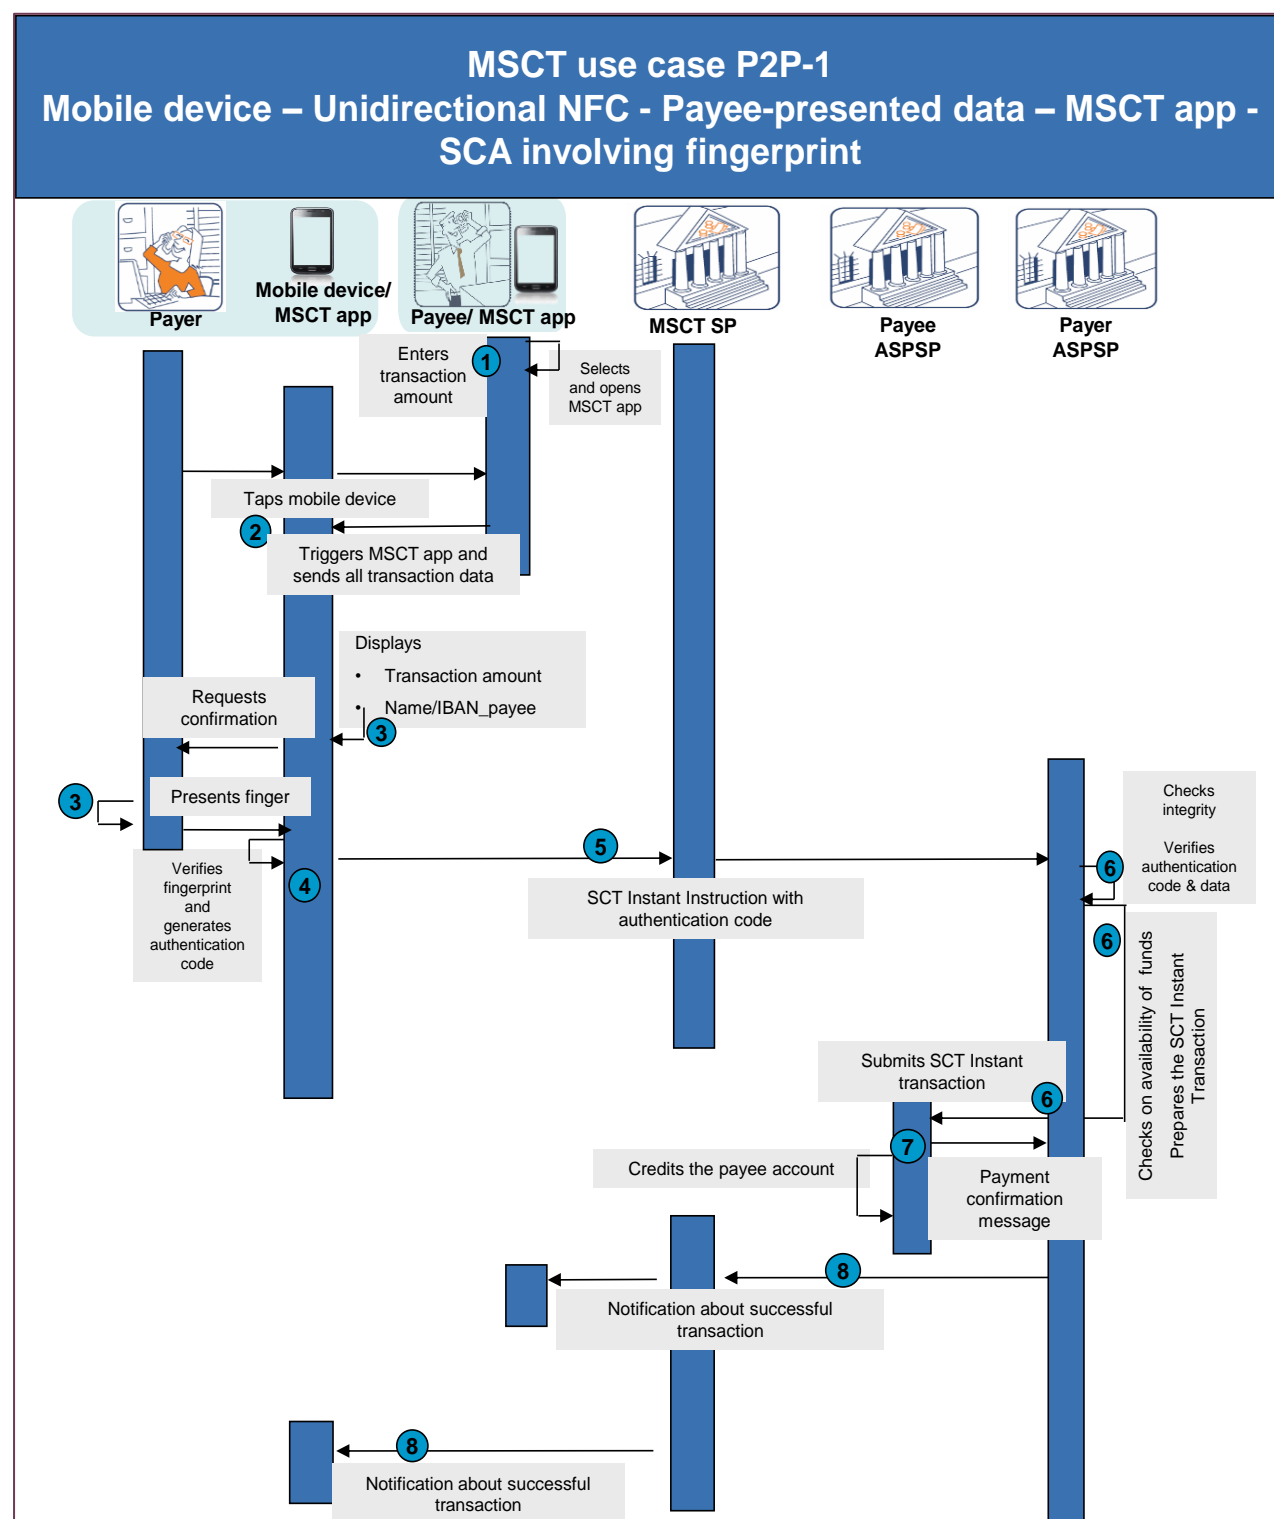 MSCT use case P2P-1
Mobile device – Unidirectional NFC - Payee-presented data – MSCT app -
SCA involving fingerprint
Payer
Mobile device/
MSCT app
Payee/ MSCT app
MSCT SP
Payee
ASPSP
Payer
ASPSP
Enters
transaction
amount
1
Selects
and opens
MSCT app
Taps mobile device
2
Triggers MSCT app and
sends all transaction data
Displays
• Transaction amount
• Name/IBAN_payee
3
Requests
confirmation
3
Presents finger
Verifies
fingerprint
and
generates
authentication
code
4
5
SCT Instant Instruction with
authentication code
Checks
integrity
Verifies
authentication
code & data
6
6
Checks on availability of funds
Prepares the SCT Instant
Transaction
Submits SCT Instant
transaction
6
7
Credits the payee account
Payment
confirmation
message
8
Notification about successful
transaction
8
Notification about successful
transaction